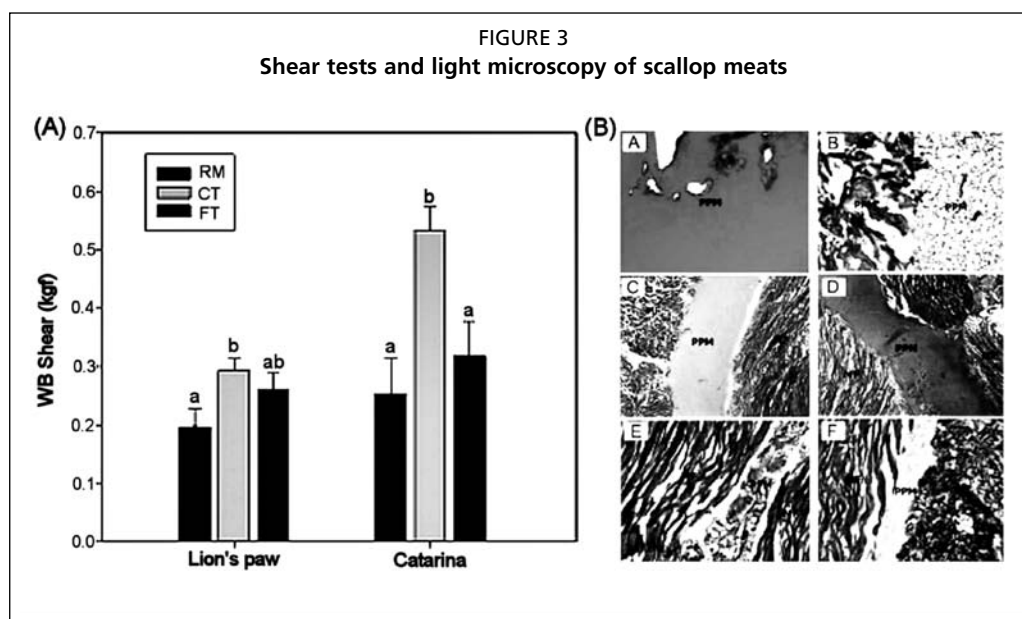 FIGURE 3
Shear tests and light microscopy of scallop meats
(A)
0.7
0.6
0.5
0.4
0.3
0.2
0.1
0.0
WB Shear (kgf)
RM
CT
FT
a
b
ab
a
b
a
Lion's paw
Catarina
(B)
A
PPM
B
PPM
C
PPM
D
PPM
E
F
PPM